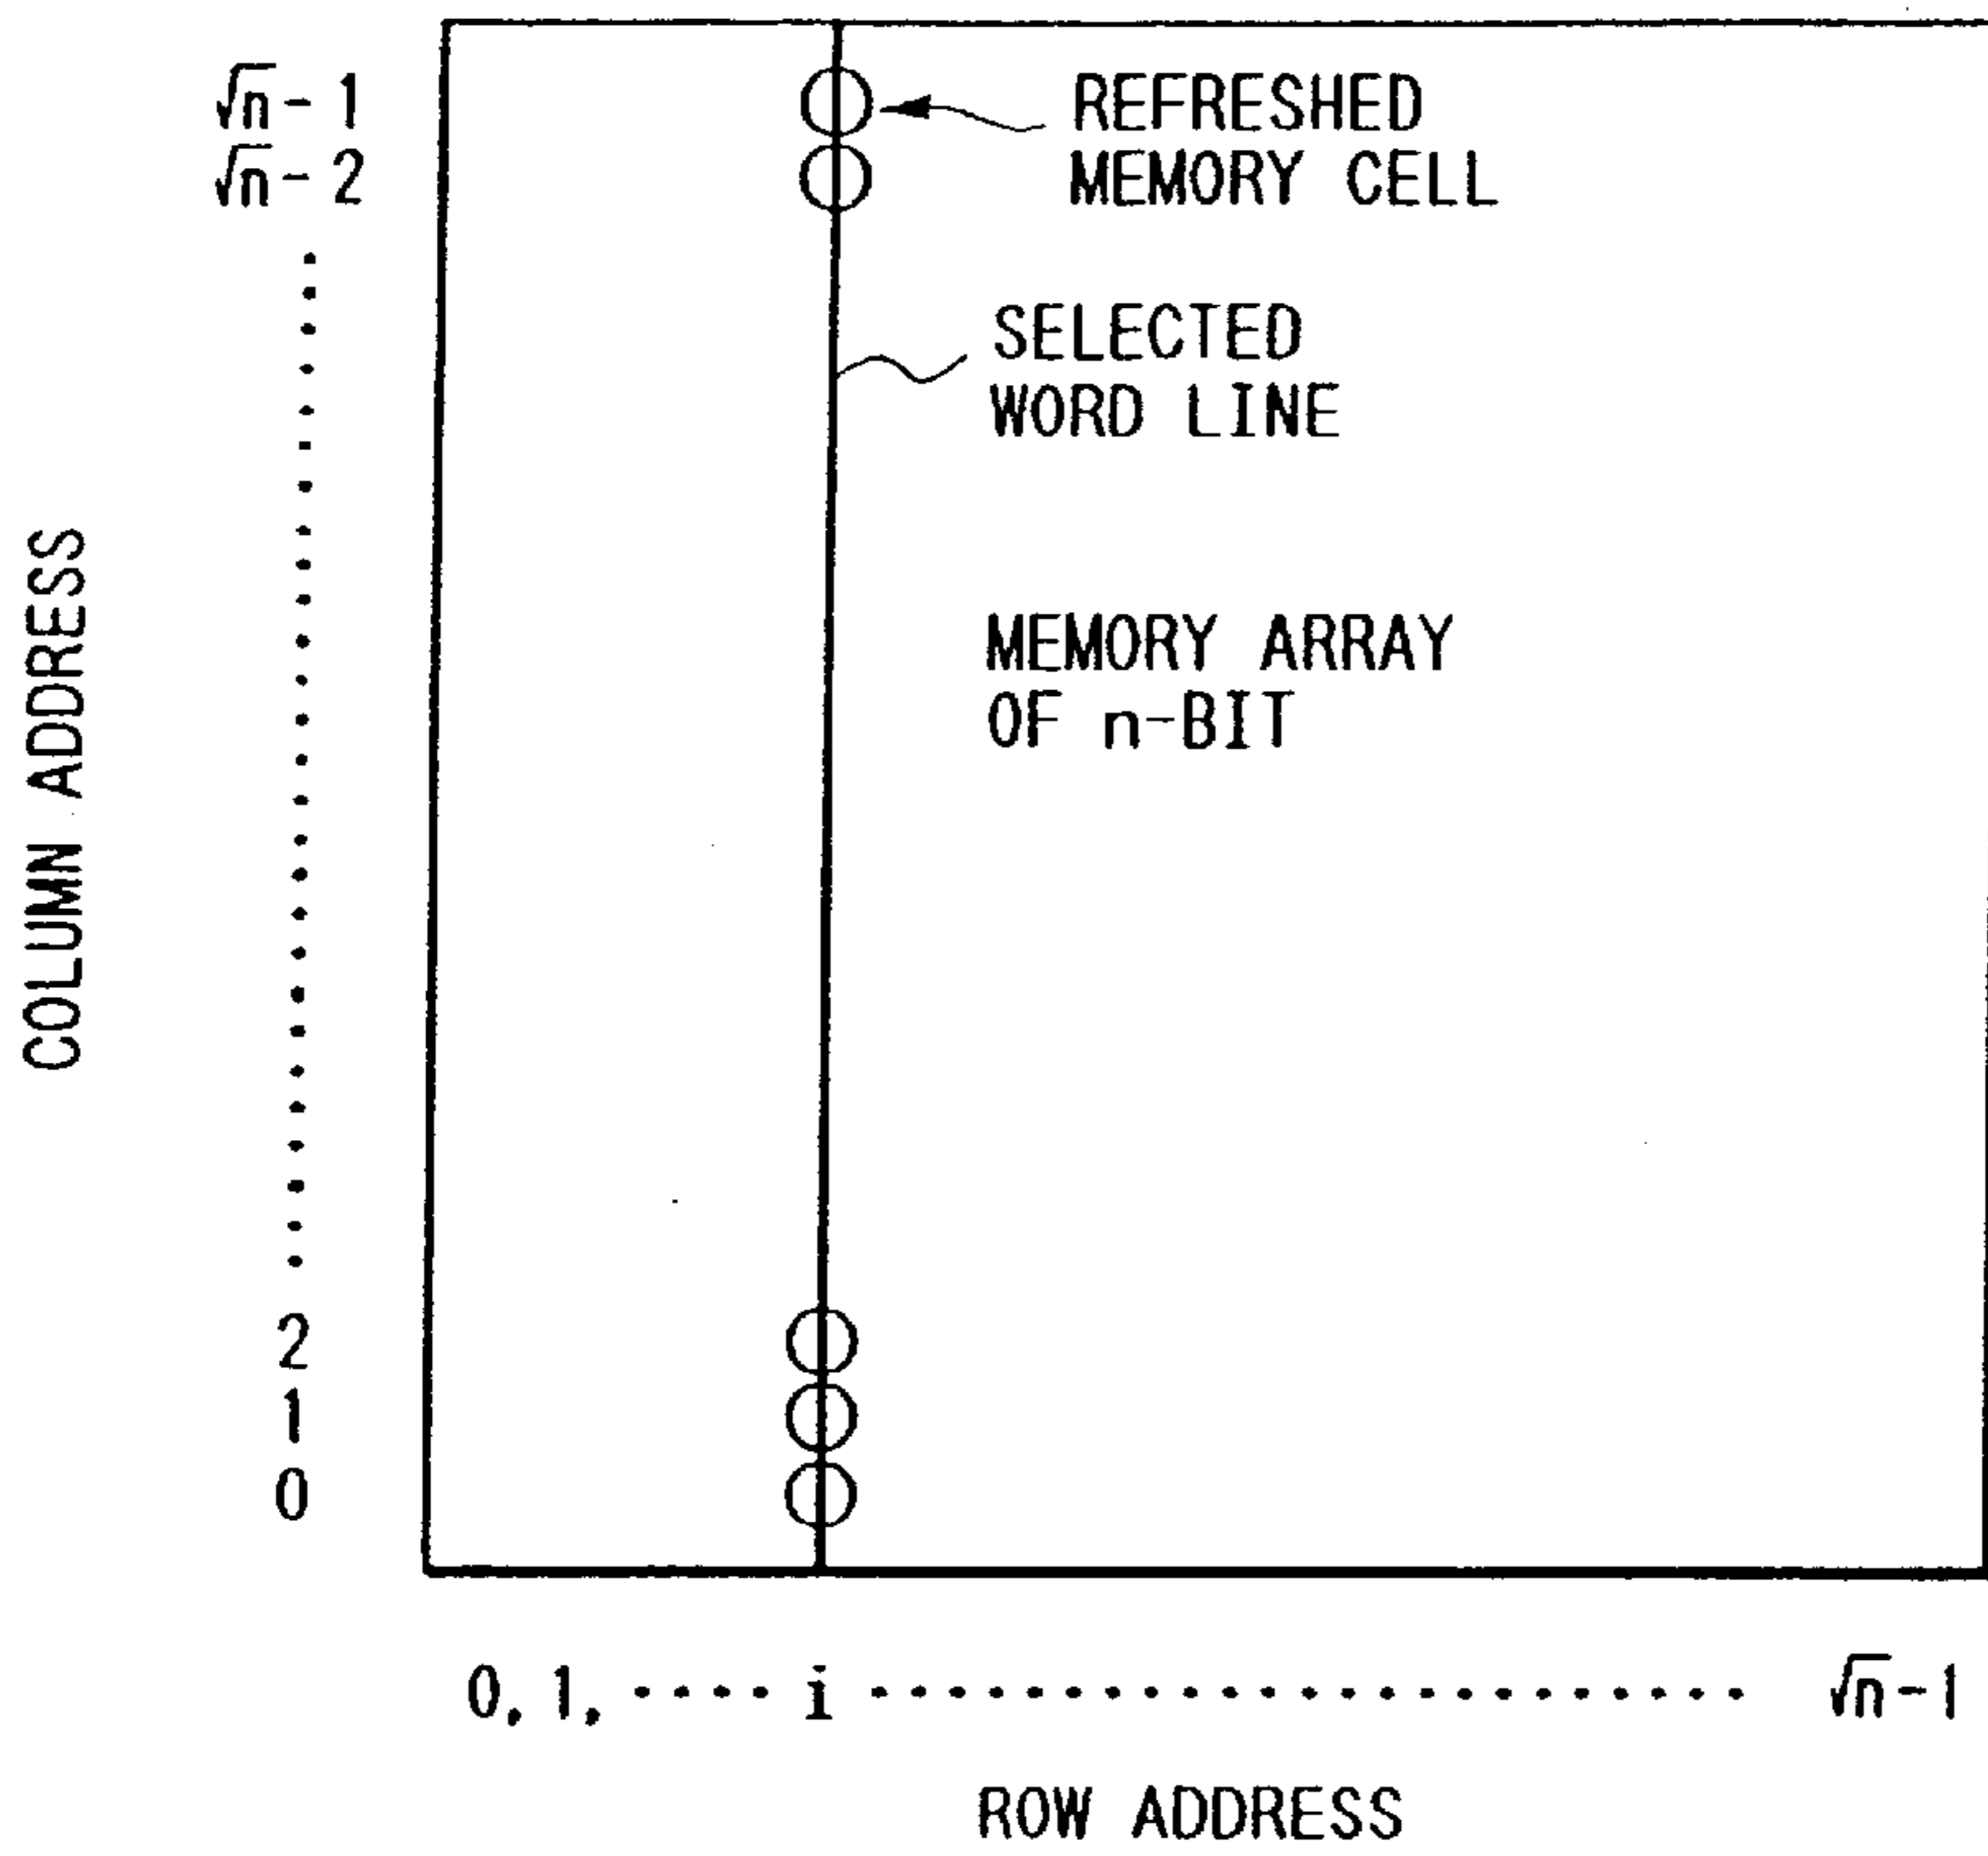 √n-1
REFRESHED
√n-2
MEMORY CELL
SELECTED
WORD LINE
MEMORY ARRAY
OF n-BIT
COLUMN ADDRESS
2
1
0
0, 1, ···· i ······················· √n-1
ROW ADDRESS